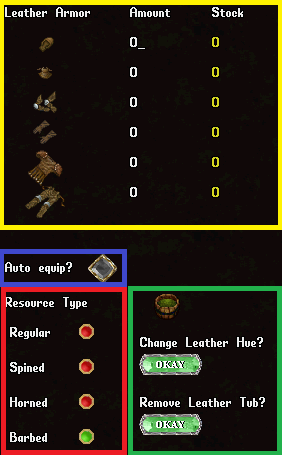 Leather Armor Amount Stock
0_ 0
0 0
0 0
0 0
0 0
0 0
Auto equip?
Resource Type
Regular
Spined
Horned
Barbed
Change Leather Hue?
OKAY
Remove Leather Tub?
OKAY